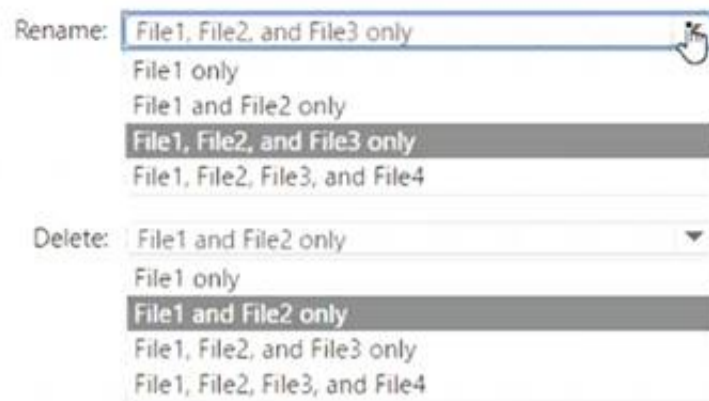 Rename: File1, File2, and File3 only
File1 only
File1 and File2 only
File1, File2, and File3 only
File1, File2, File3, and File4
Delete: File1 and File2 only
File1 only
File1 and File2 only
File1, File2, and File3 only
File1, File2, File3, and File4